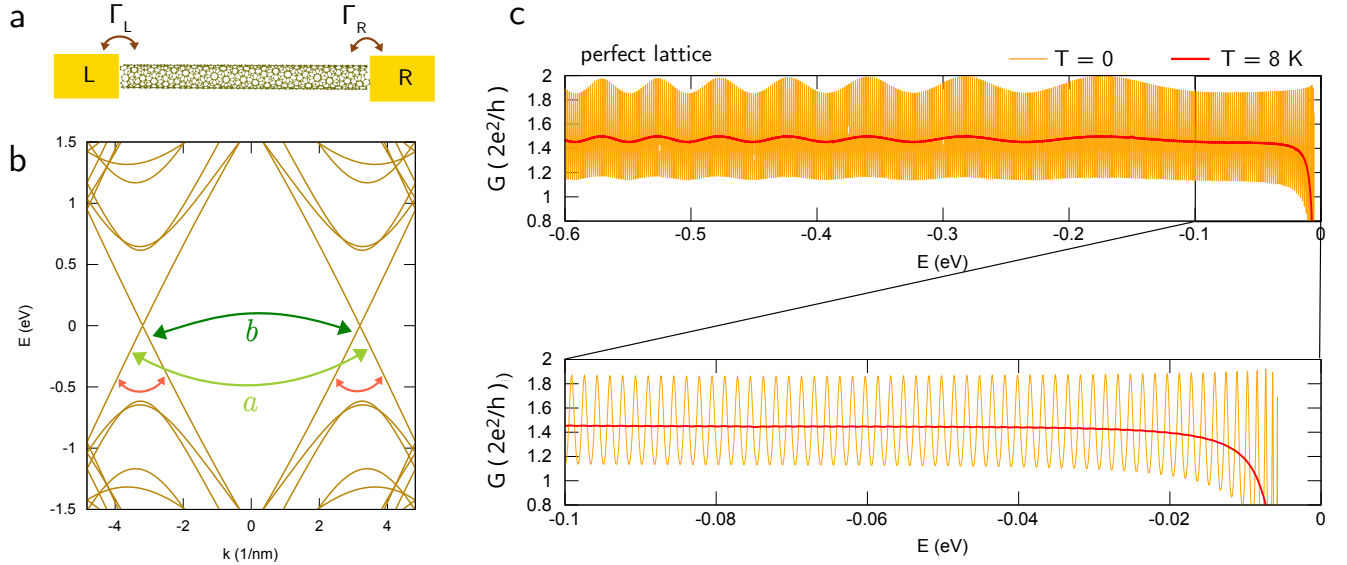 a
Γ_L
Γ_R
L
R
b
1.5
1
0.5
0
-0.5
-1
-1.5
E (eV)
b
a
-4
-2
0
2
4
k (1/nm)
c
perfect lattice
T = 0
T = 8 K
2
1.8
1.6
1.4
1.2
1
0.8
G ( 2e²/h )
-0.6
-0.5
-0.4
-0.3
-0.2
-0.1
0
E (eV)
2
1.8
1.6
1.4
1.2
1
0.8
G ( 2e²/h )
-0.1
-0.08
-0.06
-0.04
-0.02
0
E (eV)